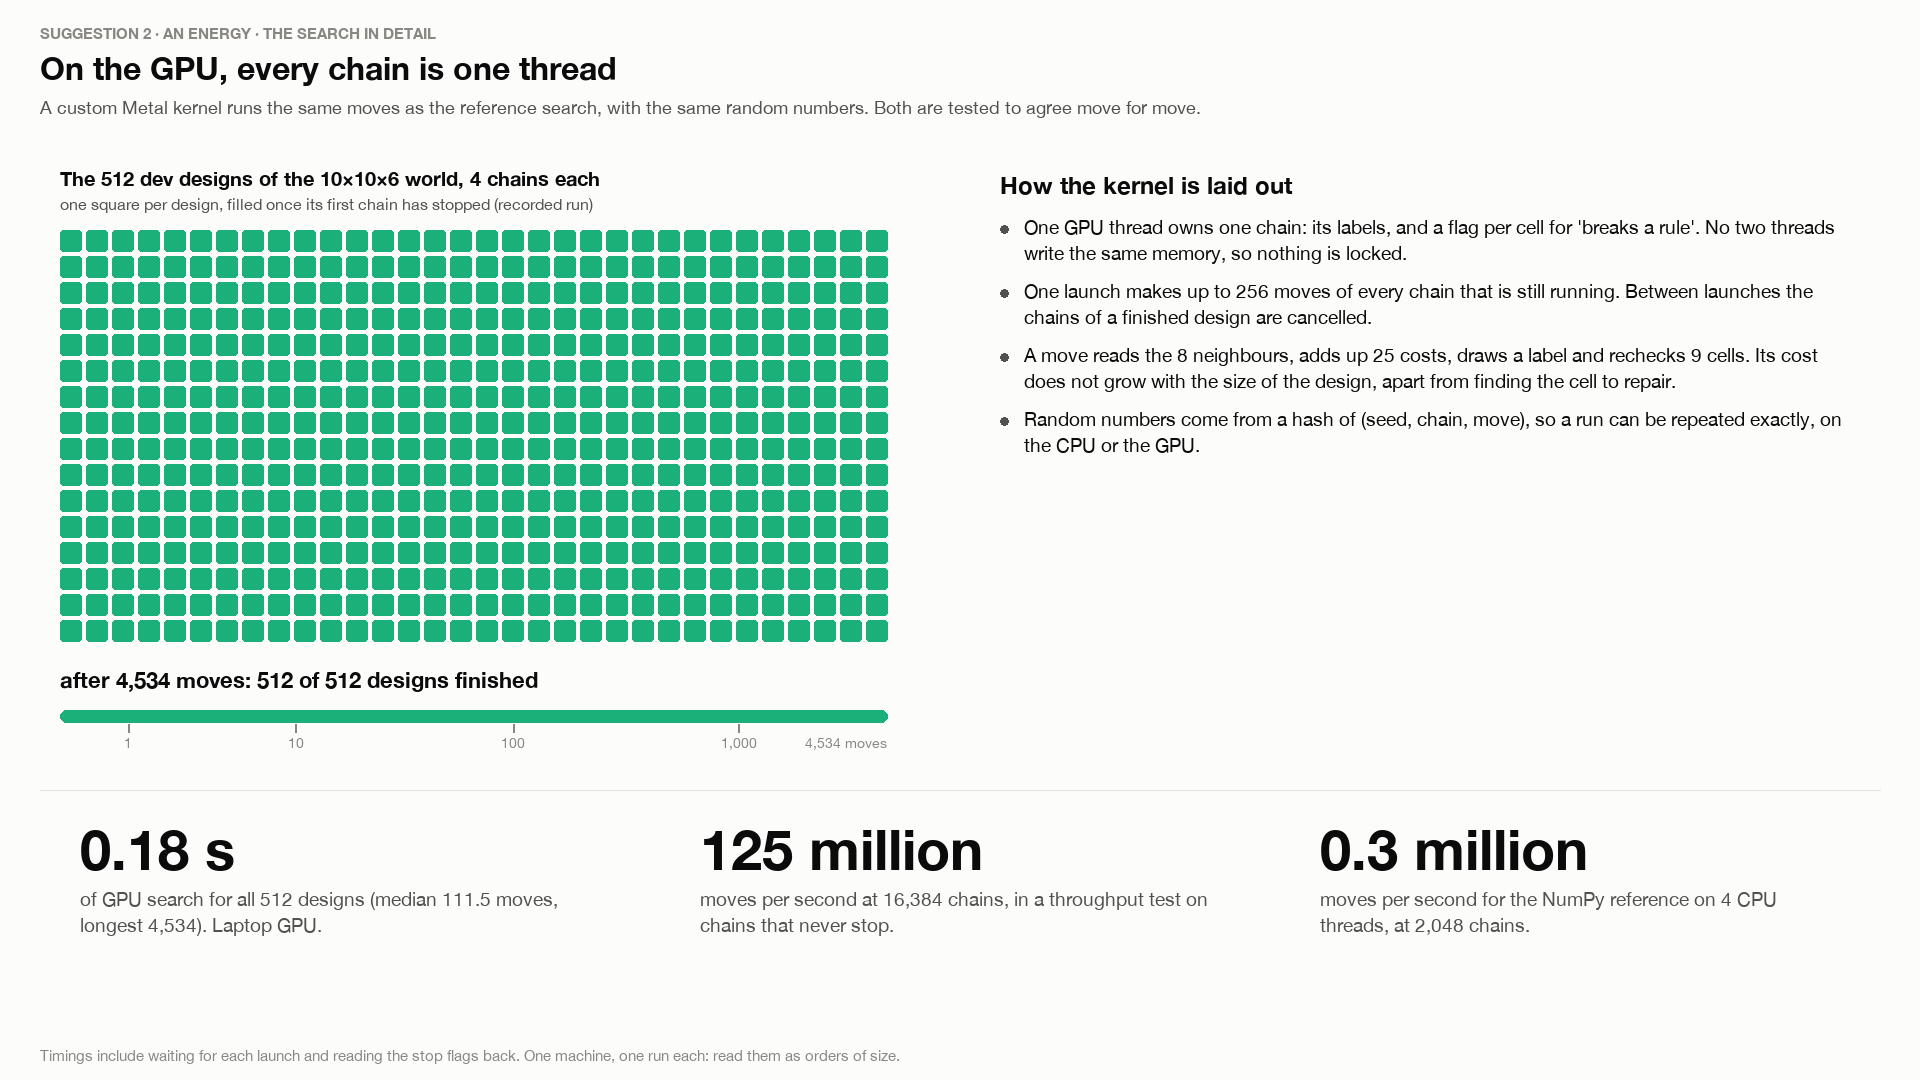 SUGGESTION 2 · AN ENERGY · THE SEARCH IN DETAIL
On the GPU, every chain is one thread
A custom Metal kernel runs the same moves as the reference search, with the same random numbers. Both are tested to agree move for move.
The 512 dev designs of the 10×10×6 world, 4 chains each
one square per design, filled once its first chain has stopped (recorded run)
after 4,534 moves: 512 of 512 designs finished
1
10
100
1,000
4,534 moves
How the kernel is laid out
One GPU thread owns one chain: its labels, and a flag per cell for 'breaks a rule'. No two threads
write the same memory, so nothing is locked.
One launch makes up to 256 moves of every chain that is still running. Between launches the
chains of a finished design are cancelled.
A move reads the 8 neighbours, adds up 25 costs, draws a label and rechecks 9 cells. Its cost
does not grow with the size of the design, apart from finding the cell to repair.
Random numbers come from a hash of (seed, chain, move), so a run can be repeated exactly, on
the CPU or the GPU.
0.18 s
of GPU search for all 512 designs (median 111.5 moves,
longest 4,534). Laptop GPU.
125 million
moves per second at 16,384 chains, in a throughput test on
chains that never stop.
0.3 million
moves per second for the NumPy reference on 4 CPU
threads, at 2,048 chains.
Timings include waiting for each launch and reading the stop flags back. One machine, one run each: read them as orders of size.